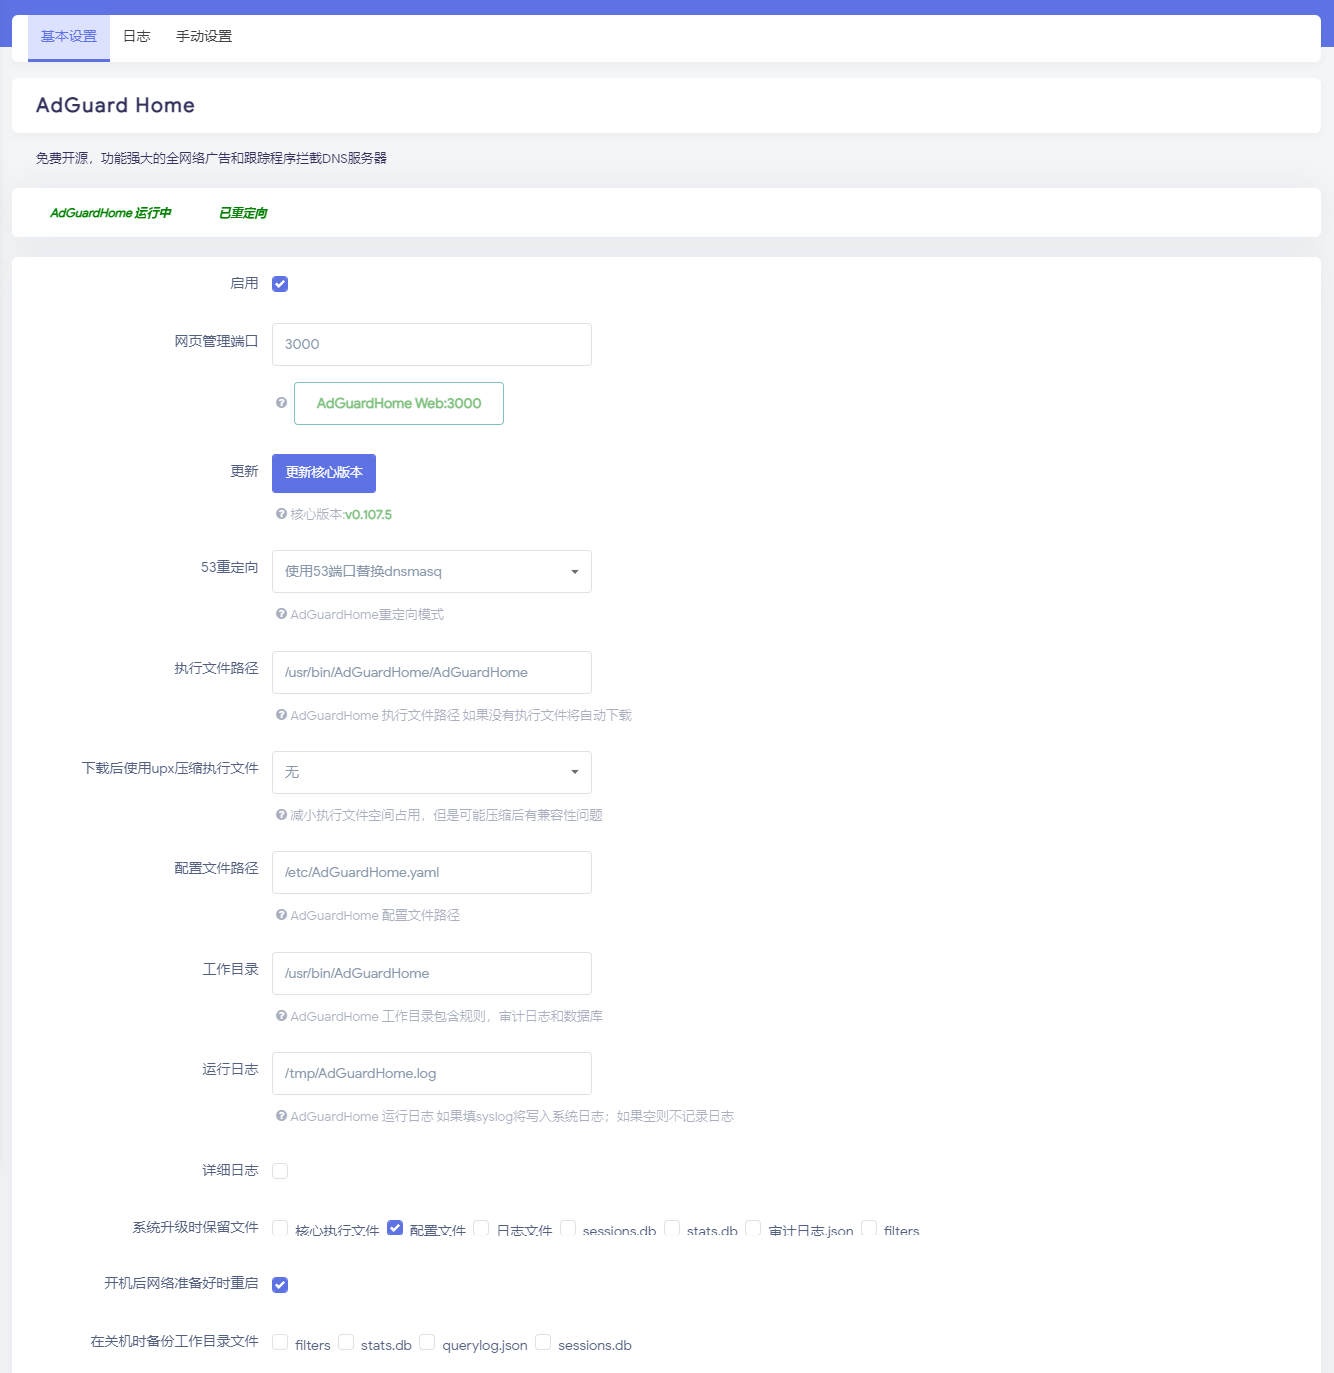 基本设置 日志 手动设置
AdGuard Home
免费开源，功能强大的全网络广告和跟踪程序拦截DNS服务器
AdGuardHome 运行中 已重定向
启用
网页管理端口 3000
AdGuardHome Web:3000
更新 更新核心版本
核心版本:v0.107.5
53重定向 使用53端口替换dnsmasq
AdGuardHome重定向模式
执行文件路径 /usr/bin/AdGuardHome/AdGuardHome
AdGuardHome 执行文件路径 如果没有执行文件将自动下载
下载后使用upx压缩执行文件 无
减小执行文件空间占用，但是可能压缩后有兼容性问题
配置文件路径 /etc/AdGuardHome.yaml
AdGuardHome 配置文件路径
工作目录 /usr/bin/AdGuardHome
AdGuardHome 工作目录包含规则，审计日志和数据库
运行日志 /tmp/AdGuardHome.log
AdGuardHome 运行日志 如果填syslog将写入系统日志；如果空则不记录日志
详细日志
系统升级时保留文件 核心执行文件 配置文件 日志文件 sessions.db stats.db 审计日志.json filters
开机后网络准备好时重启
在关机时备份工作目录文件 filters stats.db querylog.json sessions.db